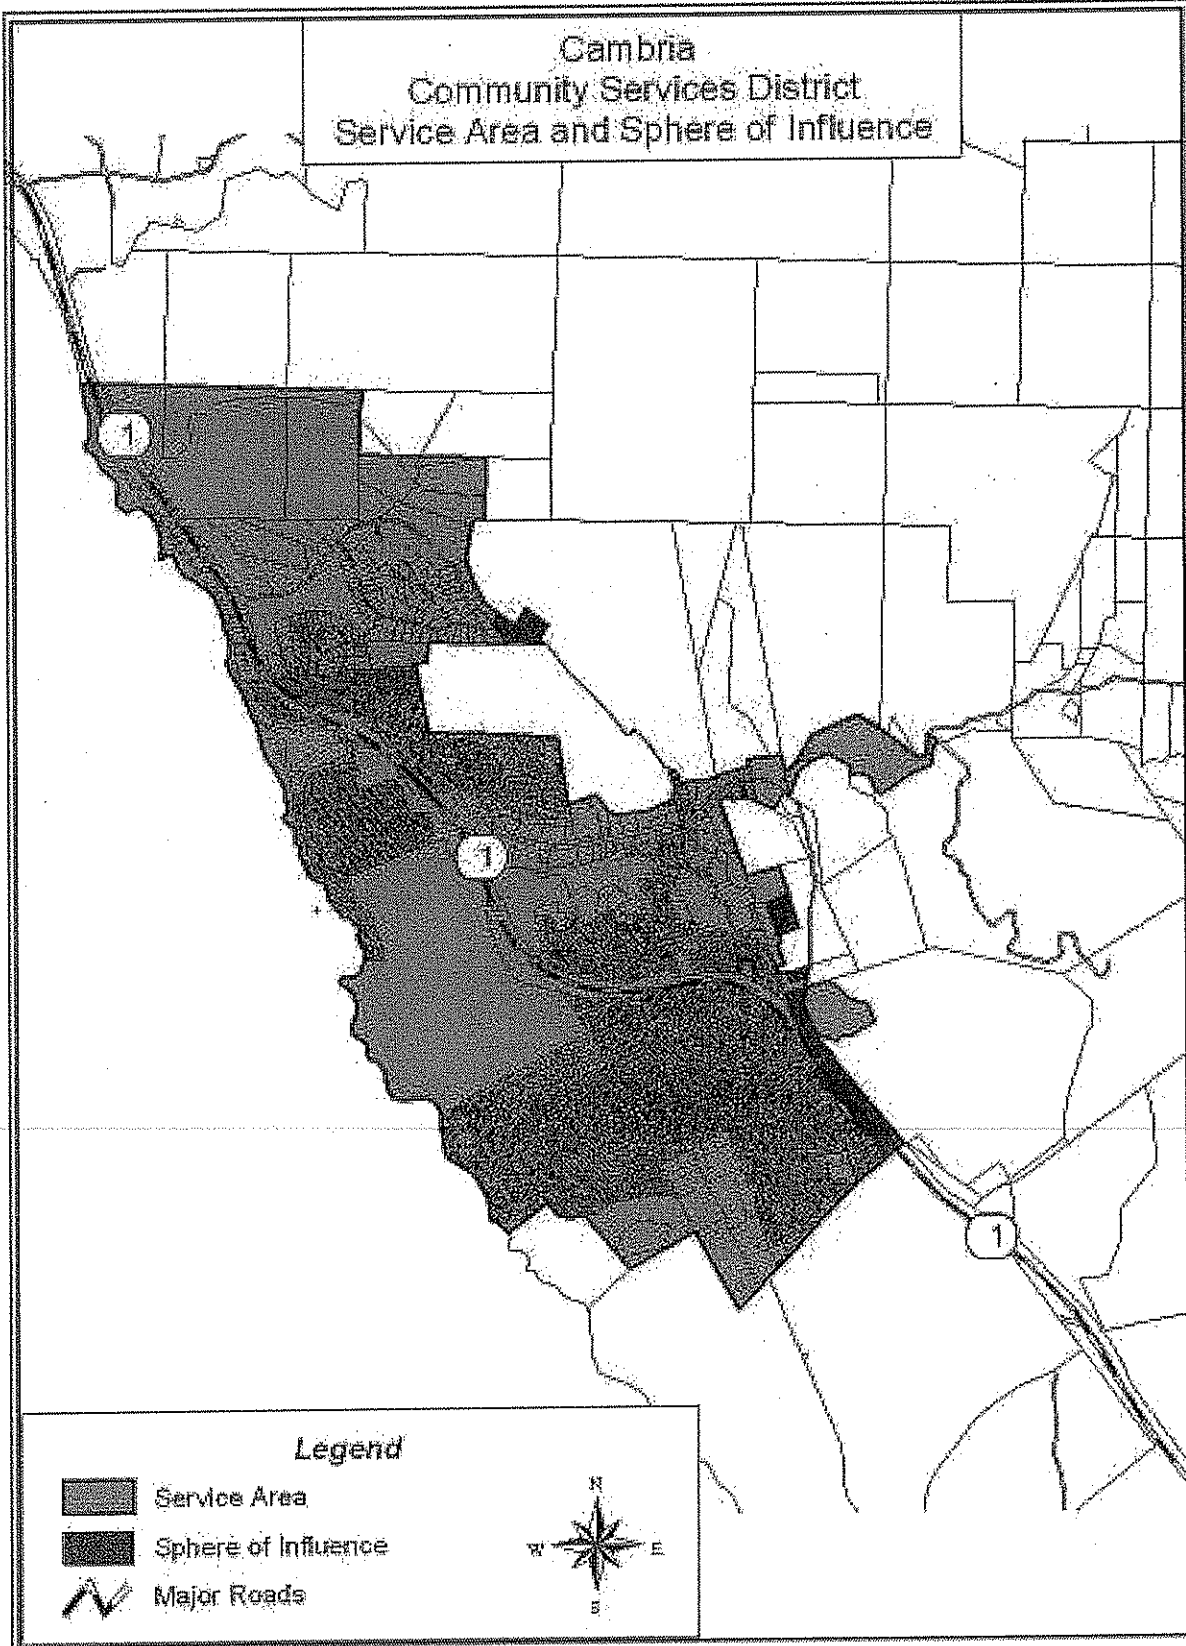 Cambria
Community Services District
Service Area and Sphere of Influence
1
1
1
Legend
Service Area
Sphere of Influence
Major Roads
N
W E
S